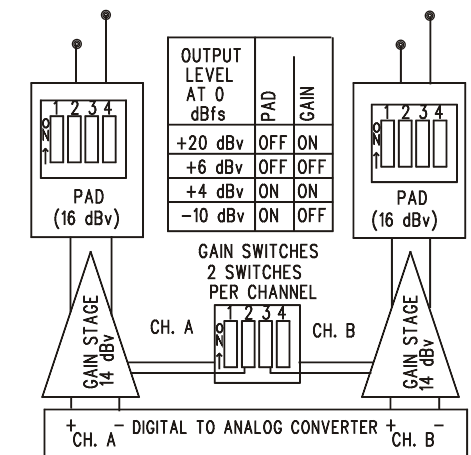 OUTPUT
LEVEL
AT 0
dBfs
PAD
GAIN
+20 dBv OFF ON
+6 dBv OFF OFF
+4 dBv ON ON
-10 dBv ON OFF
1 2 3 4
ON
PAD
(16 dBv)
1 2 3 4
ON
PAD
(16 dBv)
GAIN SWITCHES
2 SWITCHES
PER CHANNEL
CH. A
1 2 3 4
ON
CH. B
GAIN STAGE
14 dBv
GAIN STAGE
14 dBv
+ - DIGITAL TO ANALOG CONVERTER + -
CH. A CH. B